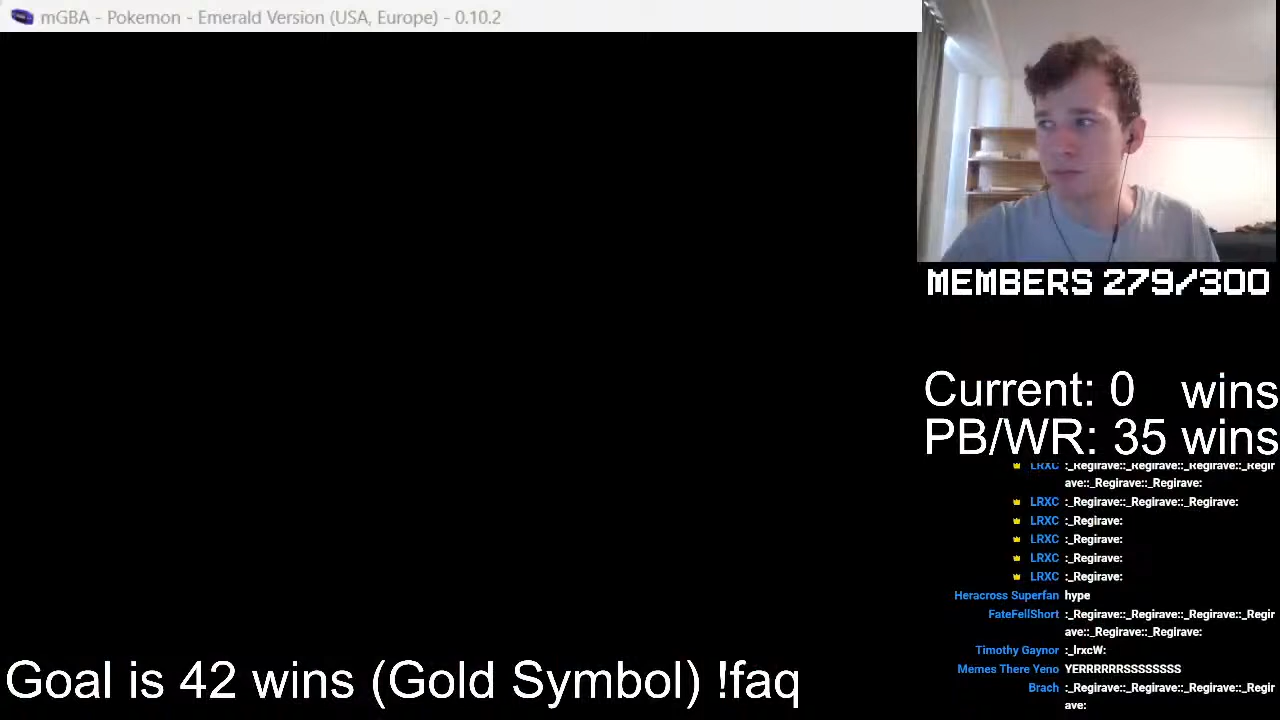 mGBA - Pokemon - Emerald Version (USA, Europe) - 0.10.2
MEMBERS 279/300
Current: 0 wins
PB/WR: 35 wins
LRXC :_Regirave::_Regirave::_Regirave::_Regir
ave::_Regirave::_Regirave:
LRXC :_Regirave::_Regirave::_Regirave:
LRXC :_Regirave:
LRXC :_Regirave:
LRXC :_Regirave:
LRXC :_Regirave:
Heracross Superfan hype
FateFellShort :_Regirave::_Regirave::_Regirave::_Regir
ave::_Regirave::_Regirave:
Timothy Gaynor :_lrxcW:
Memes There Yeno YERRRRRRSSSSSSSS
Brach :_Regirave::_Regirave::_Regirave::_Regir
ave:
Goal is 42 wins (Gold Symbol) !faq